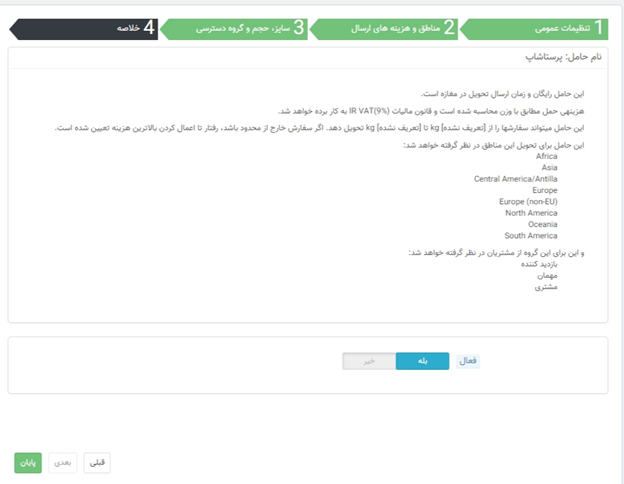 1 تنظیمات عمومی
2 مناطق و هزینه های ارسال
3 سایز، حجم و گروه دسترسی
4 خلاصه
نام حامل: پرستاشاپ
این حامل رایگان و زمان ارسال تحویل در مغازه است.
هزینهی حمل مطابق با وزن محاسبه شده است و قانون مالیات IR VAT(9%) به کار برده خواهد شد.
این حامل میتواند سفارشها را از [تعریف نشده] kg تا [تعریف نشده] kg تحویل دهد. اگر سفارش خارج از محدود باشد، رفتار تا اعمال کردن بالاترین هزینه تعیین شده است.
این حامل برای تحویل این مناطق در نظر گرفته خواهد شد:
Africa
Asia
Central America/Antilla
Europe
Europe (non-EU)
North America
Oceania
South America
و این برای این گروه از مشتریان در نظر گرفته خواهد شد:
بازدید کننده
مهمان
مشتری
فعال بله خیر
قبلی بعدی پایان